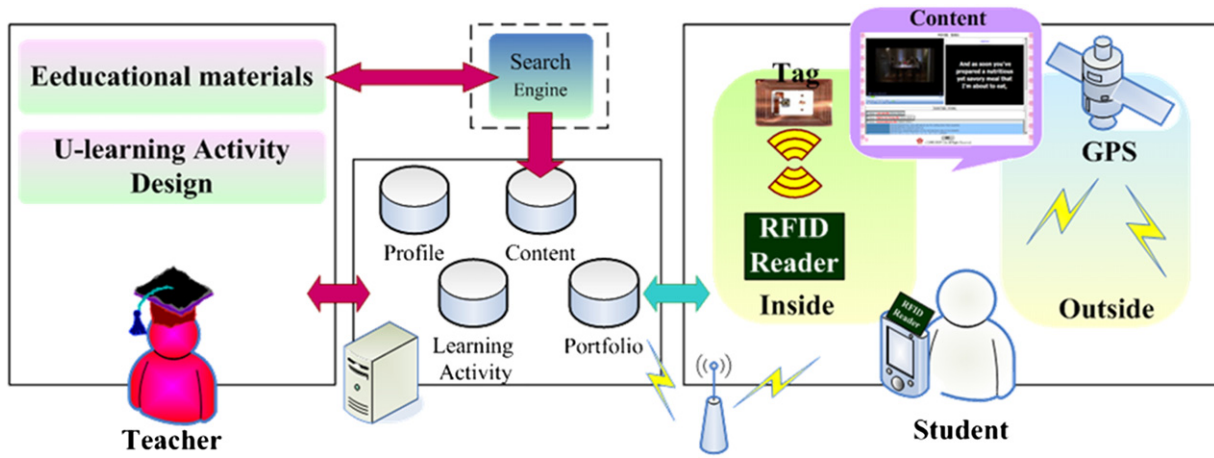 Eeducational materials
U-learning Activity
Design
Teacher
Search
Engine
Profile
Content
Learning
Activity
Portfolio
Content
And as soon you've
prepared a nutritious
yet savory meal that
I'm about to eat,
Tag
RFID
Reader
Inside
GPS
Outside
RFID
Reader
Student